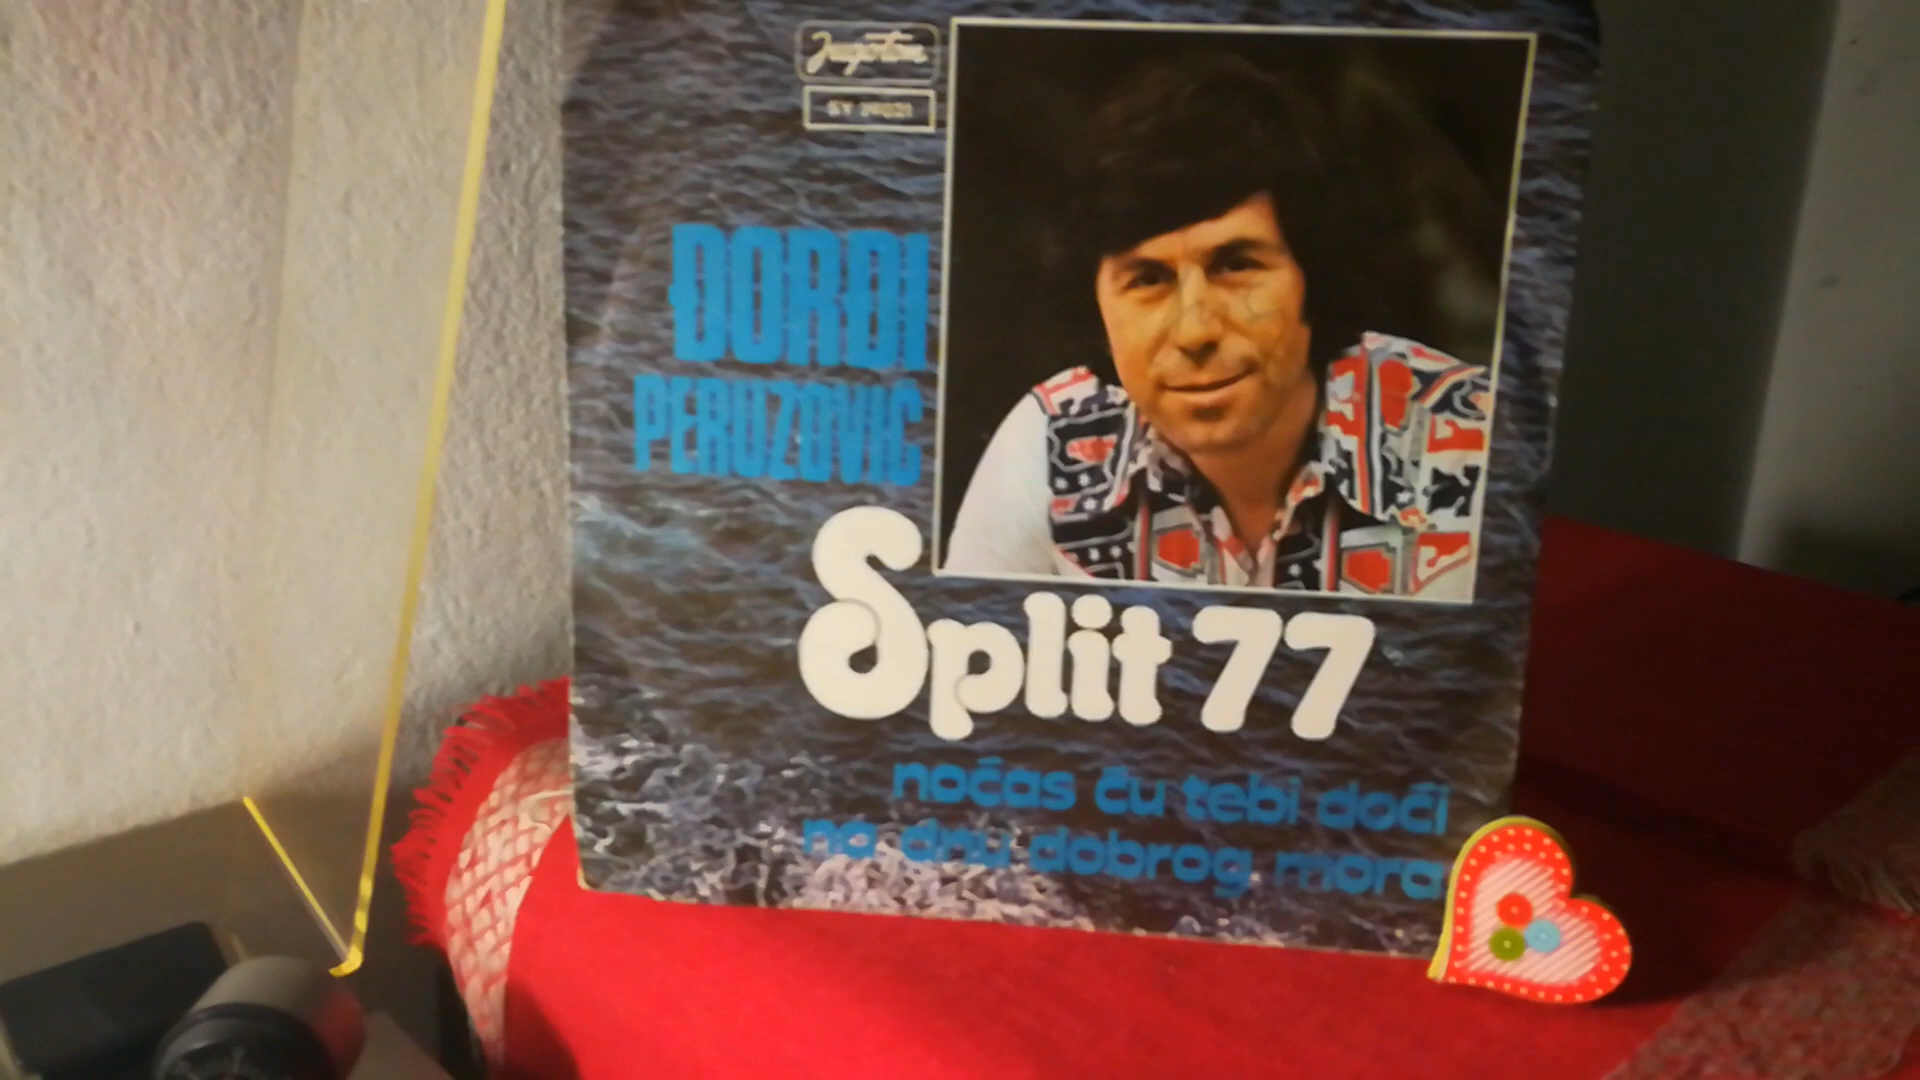 Jugoton
ĐORĐI
PERUZOVIĆ
Split 77
noćas ću tebi doći
na dnu dobrog mora